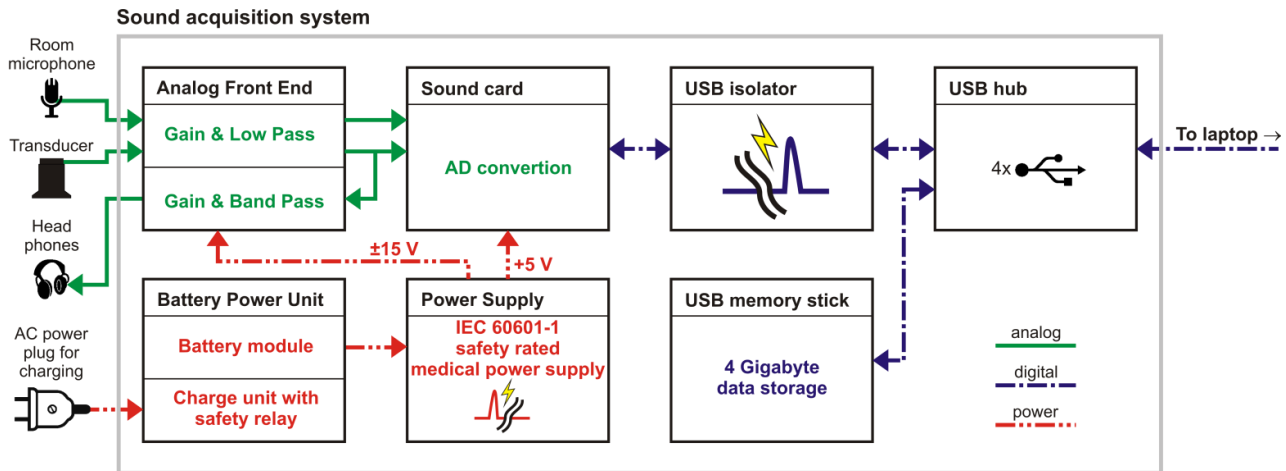 Sound acquisition system
Room
microphone
Transducer
Head
phones
AC power
plug for
charging
Analog Front End
Gain & Low Pass
Gain & Band Pass
Sound card
AD convertion
USB isolator
USB hub
4x
To laptop →
±15 V
+5 V
Battery Power Unit
Battery module
Charge unit with
safety relay
Power Supply
IEC 60601-1
safety rated
medical power supply
USB memory stick
4 Gigabyte
data storage
analog
digital
power